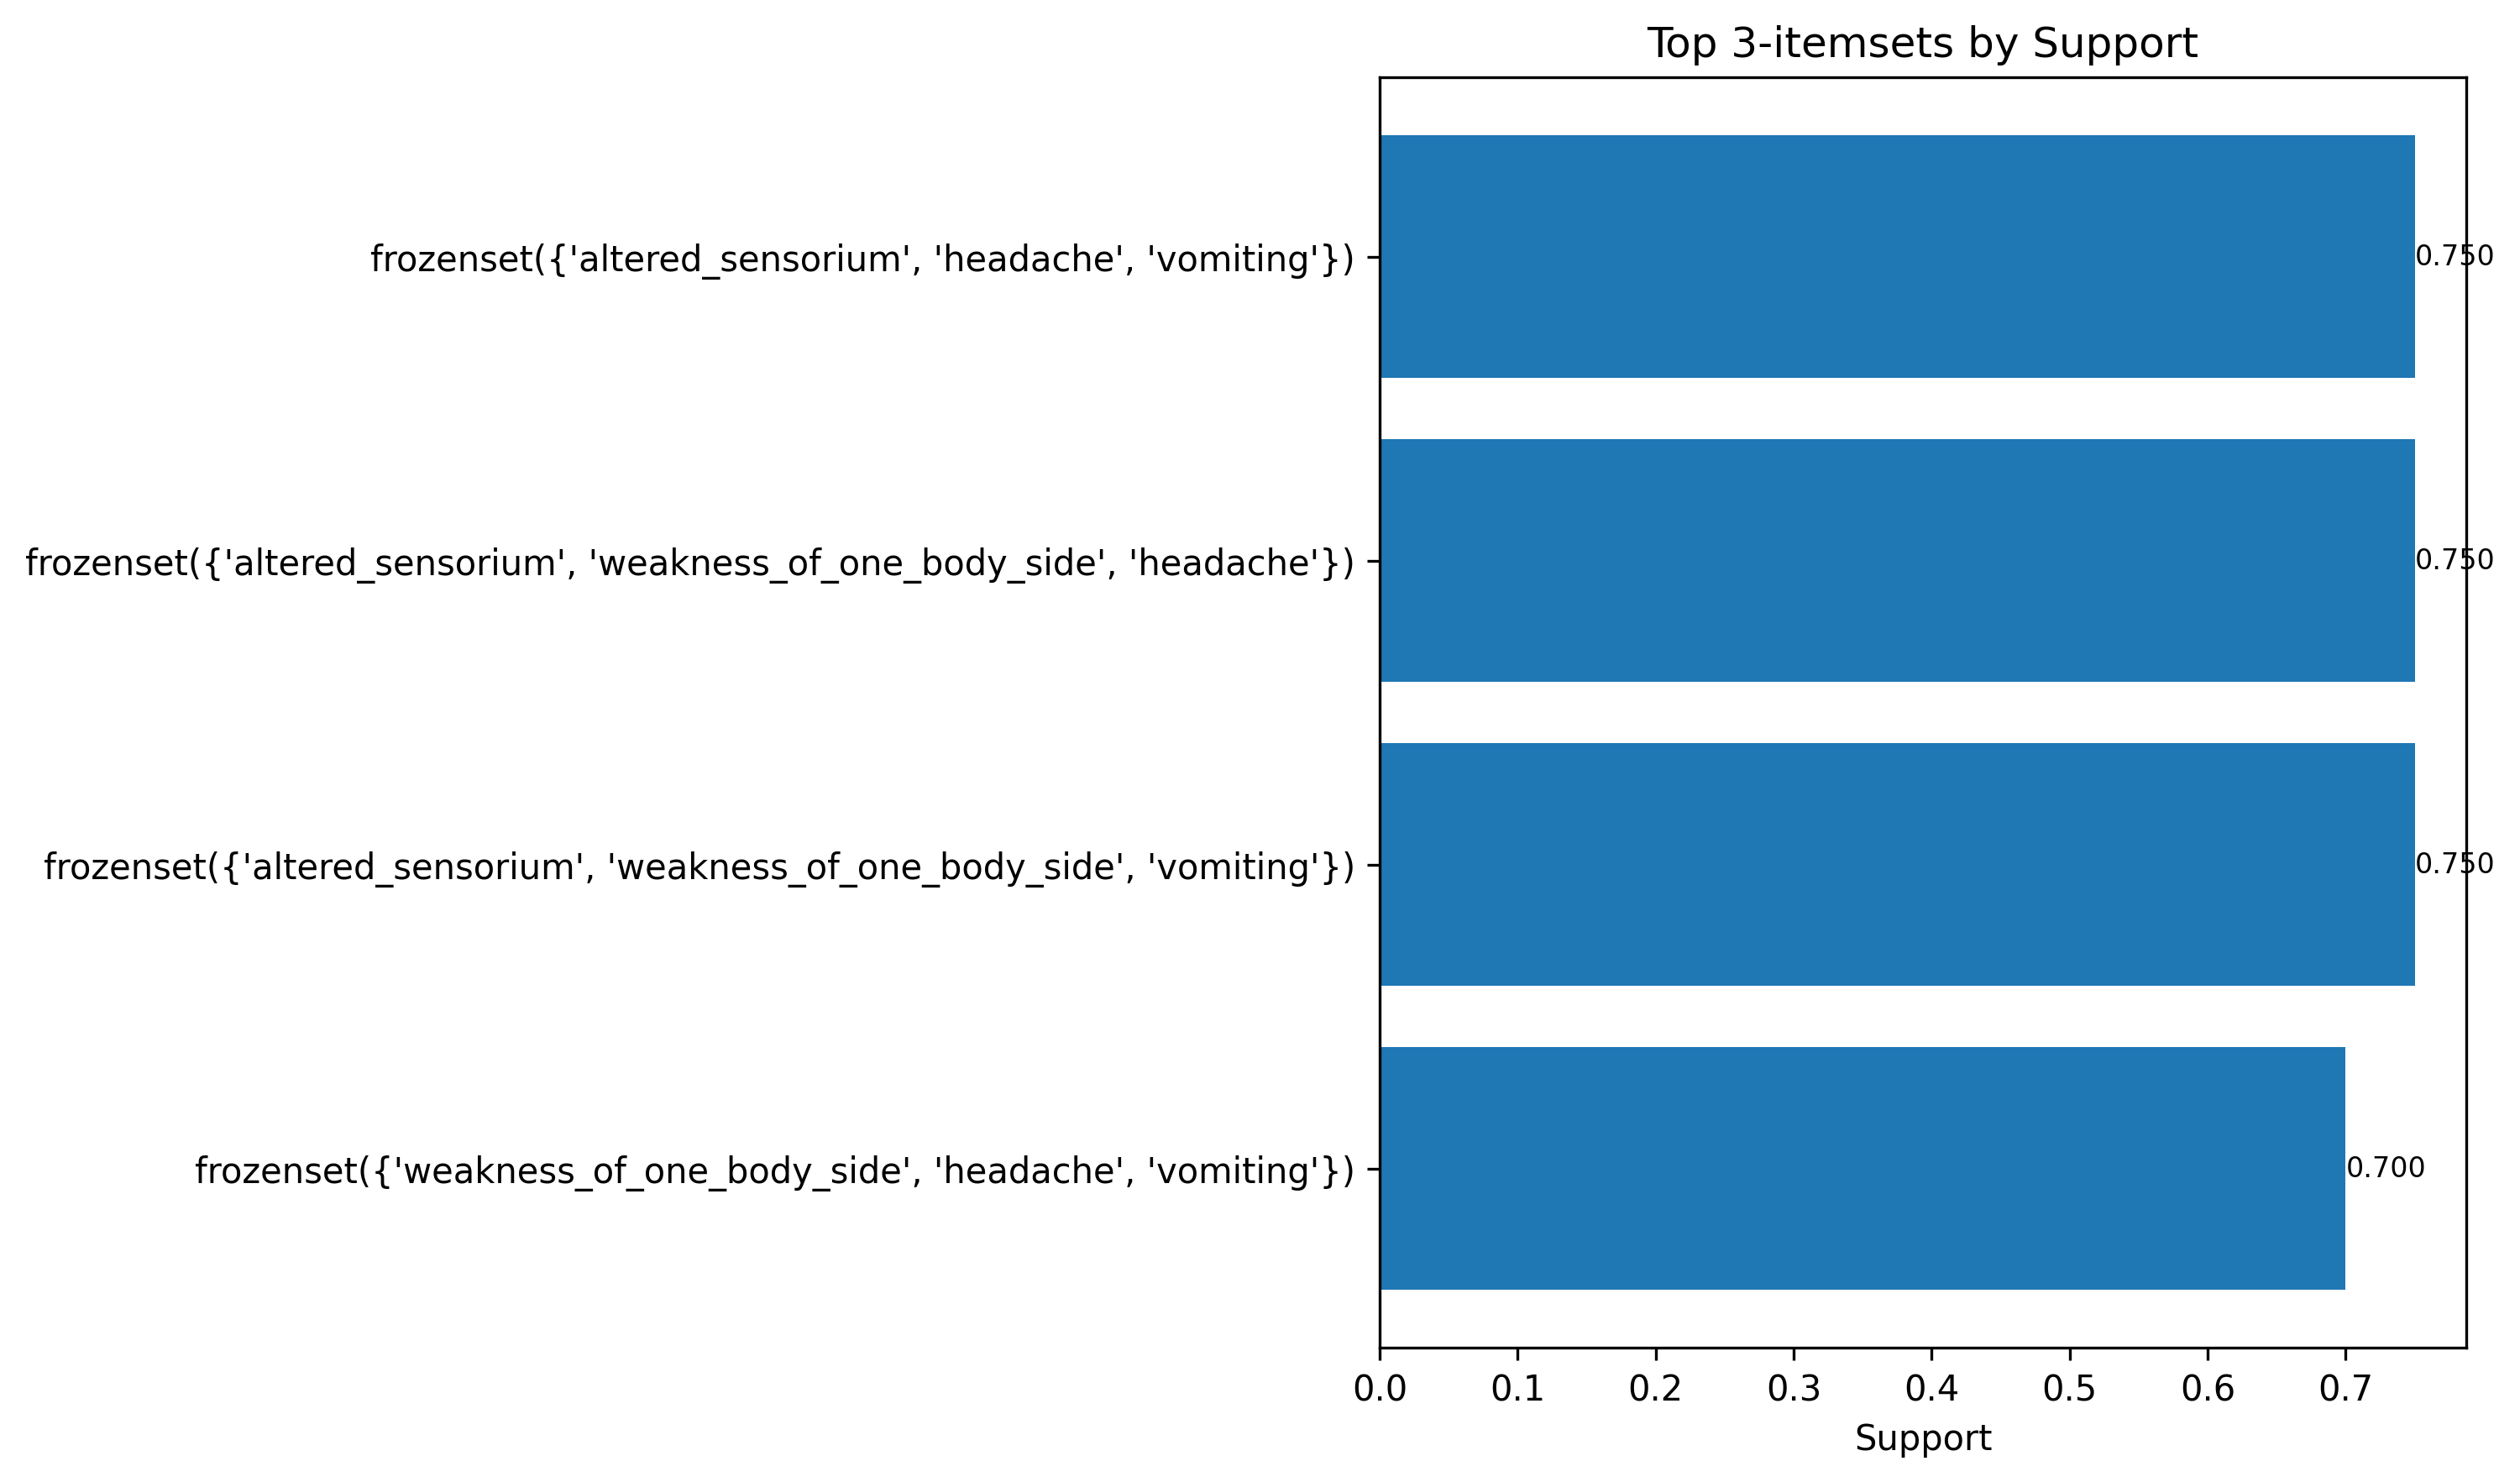 Top 3-itemsets by Support
frozenset({'altered_sensorium', 'headache', 'vomiting'})
0.750
frozenset({'altered_sensorium', 'weakness_of_one_body_side', 'headache'})
0.750
frozenset({'altered_sensorium', 'weakness_of_one_body_side', 'vomiting'})
0.750
frozenset({'weakness_of_one_body_side', 'headache', 'vomiting'})
0.700
0.0 0.1 0.2 0.3 0.4 0.5 0.6 0.7
Support